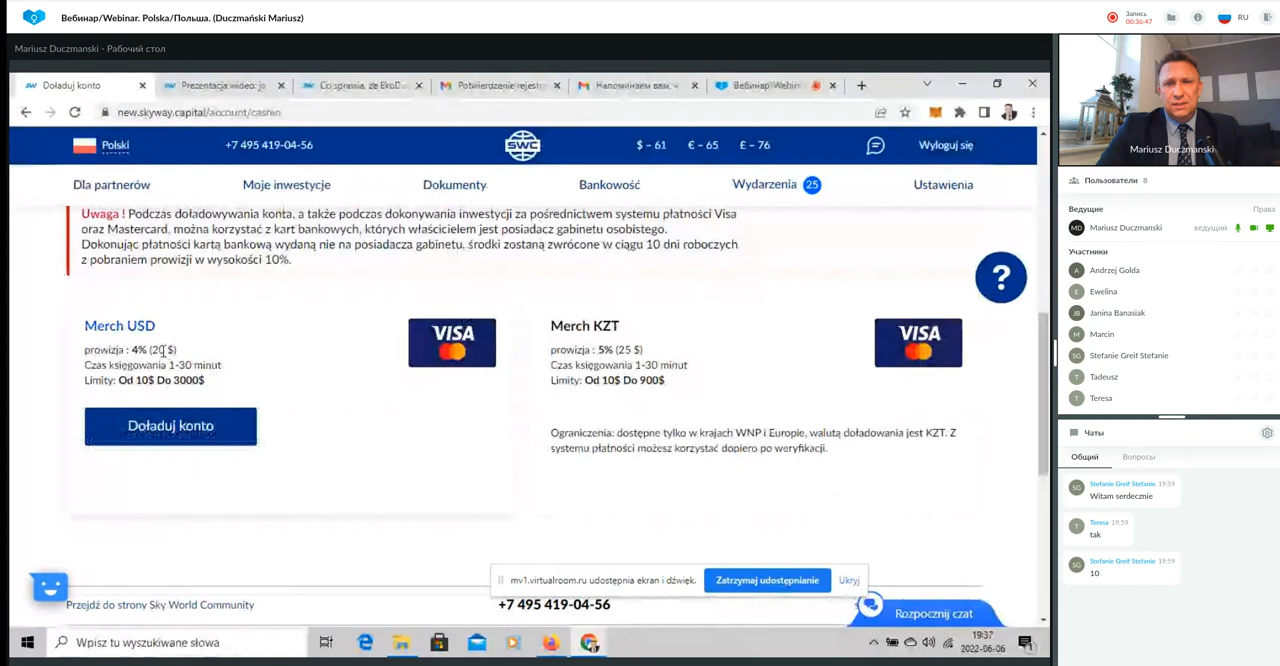 Вебинар/Webinar. Polska/Польша. (Duczmański Mariusz)
Запись
00:36:47
RU
Mariusz Duczmanski - Рабочий стол
Doładuj konto
Prezentacja wideo: je
Co sprawia, że EkoD
Potwierdzenie rejestr
Напоминаем вам, ч
Вебинар/Webin
new.skyway.capital/account/cashin
Polski
+7 495 419-04-56
SWC
$ – 61
€ – 65
£ – 76
Wyloguj się
Dla partnerów
Moje inwestycje
Dokumenty
Bankowość
Wydarzenia 25
Ustawienia
Uwaga ! Podczas doładowywania konta, a także podczas dokonywania inwestycji za pośrednictwem systemu płatności Visa
oraz Mastercard, można korzystać z kart bankowych, których właścicielem jest posiadacz gabinetu osobistego.
Dokonując płatności kartą bankową wydaną nie na posiadacza gabinetu, środki zostaną zwrócone w ciągu 10 dni roboczych
z pobraniem prowizji w wysokości 10%.
?
Merch USD
prowizja : 4% (20 $)
Czas księgowania 1-30 minut
Limity: Od 10$ Do 3000$
VISA
Doładuj konto
Merch KZT
prowizja : 5% (25 $)
Czas księgowania 1-30 minut
Limity: Od 10$ Do 900$
VISA
Ograniczenia: dostępne tylko w krajach WNP i Europie, walutą doładowania jest KZT. Z
systemu płatności możesz korzystać dopiero po weryfikacji.
mv1.virtualroom.ru udostępnia ekran i dźwięk.
Zatrzymaj udostępnianie
Ukryj
Przejdź do strony Sky World Community
+7 495 419-04-56
Rozpocznij czat
Wpisz tu wyszukiwane słowa
19:37
2022-06-06
Mariusz Duczmanski
Пользователи 8
Ведущие
Права
MD
Mariusz Duczmanski
ведущий
Участники
A
Andrzej Golda
E
Ewelina
JB
Janina Banasiak
M
Marcin
SG
Stefanie Greif Stefanie
T
Tadeusz
T
Teresa
Чаты
Общий
Вопросы
SG
Stefanie Greif Stefanie 19:59
Witam serdecznie
T
Teresa 19:59
tak
SG
Stefanie Greif Stefanie 19:59
10